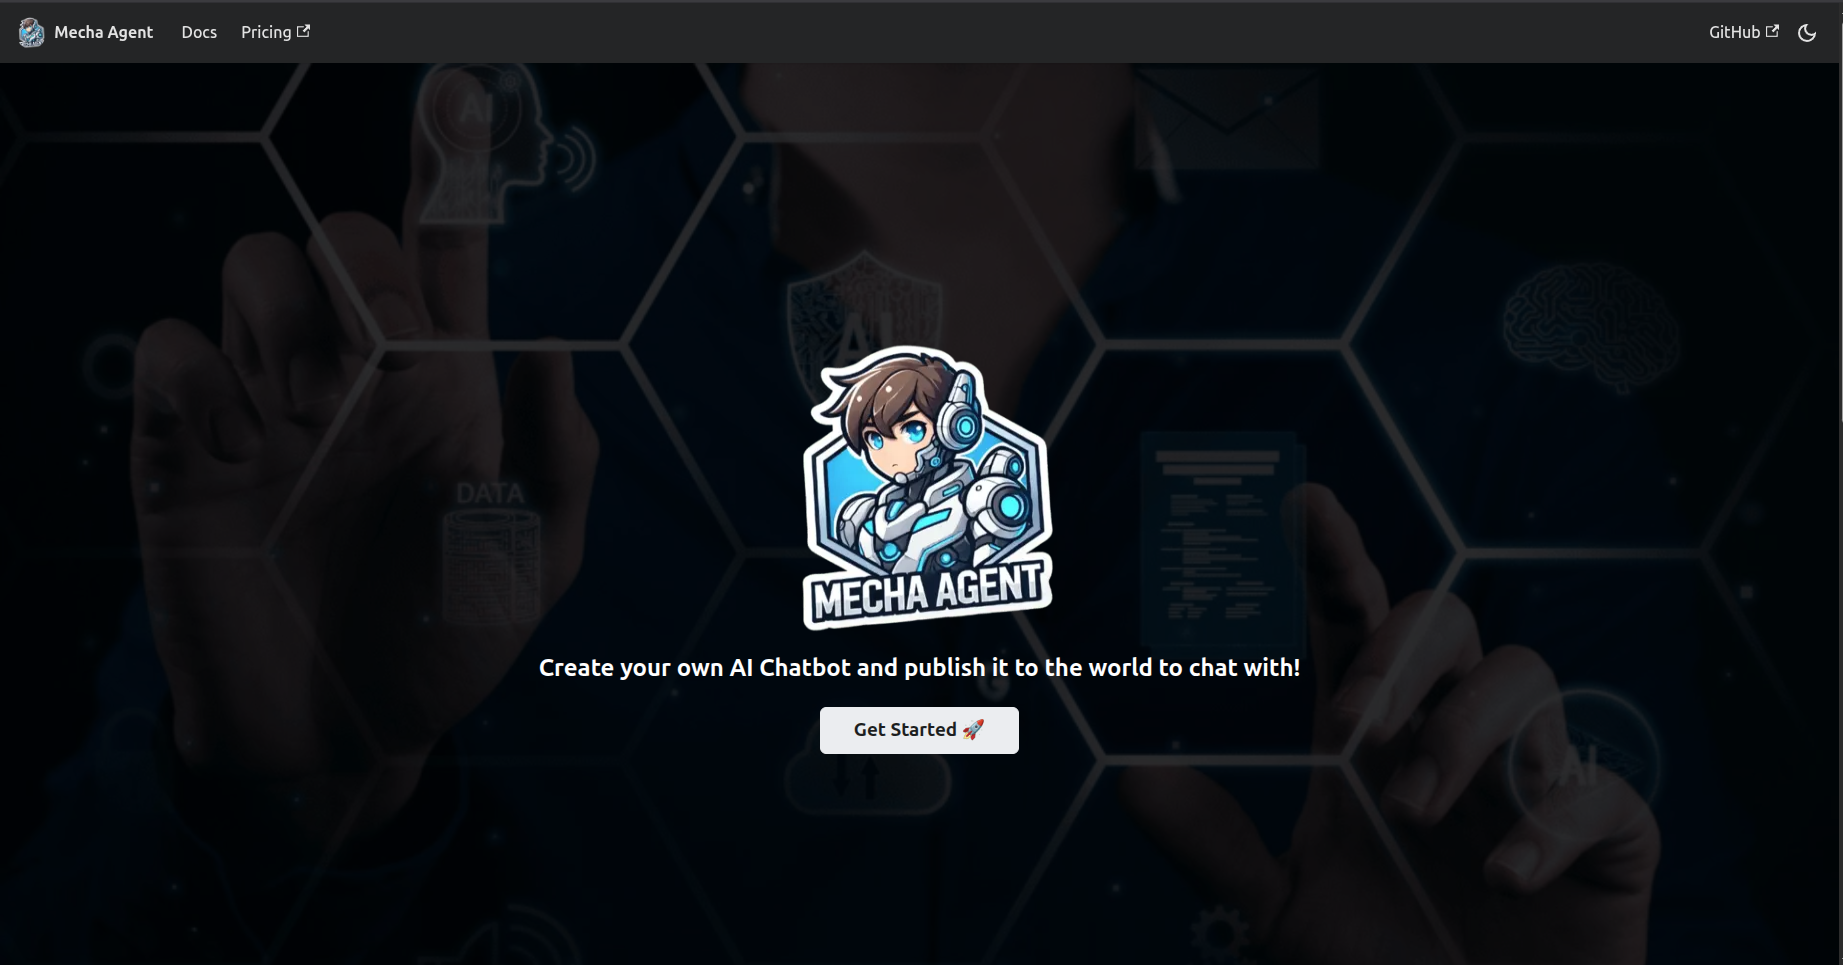 Mecha Agent
Docs
Pricing
GitHub
AI
AI
DATA
MECHA AGENT
Create your own AI Chatbot and publish it to the world to chat with!
Get Started 🚀
AI